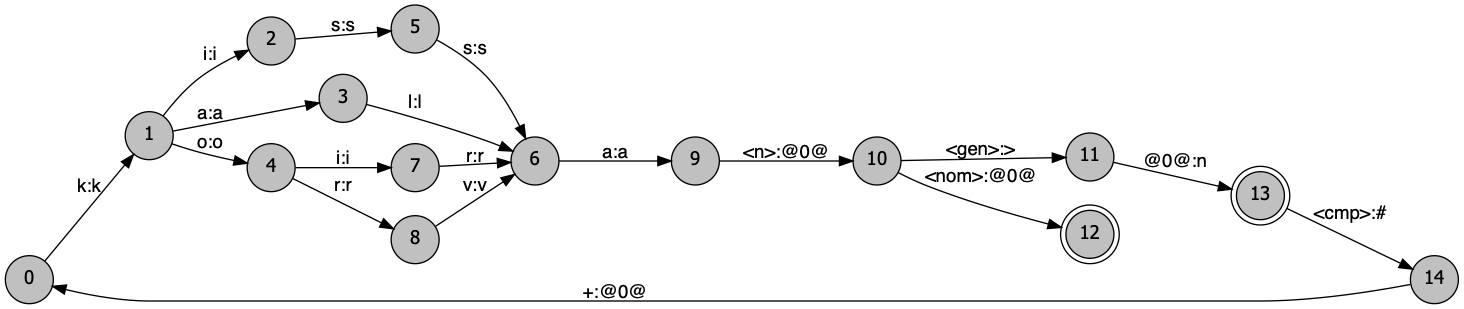 0
k:k
1
i:i
2
s:s
5
s:s
a:a
3
l:l
o:o
4
i:i
7
r:r
r:r
8
v:v
6
a:a
9
<n>:@0@
10
<gen>:>
11
@0@:n
13
<nom>:@0@
12
<cmp>:#
14
+:@0@